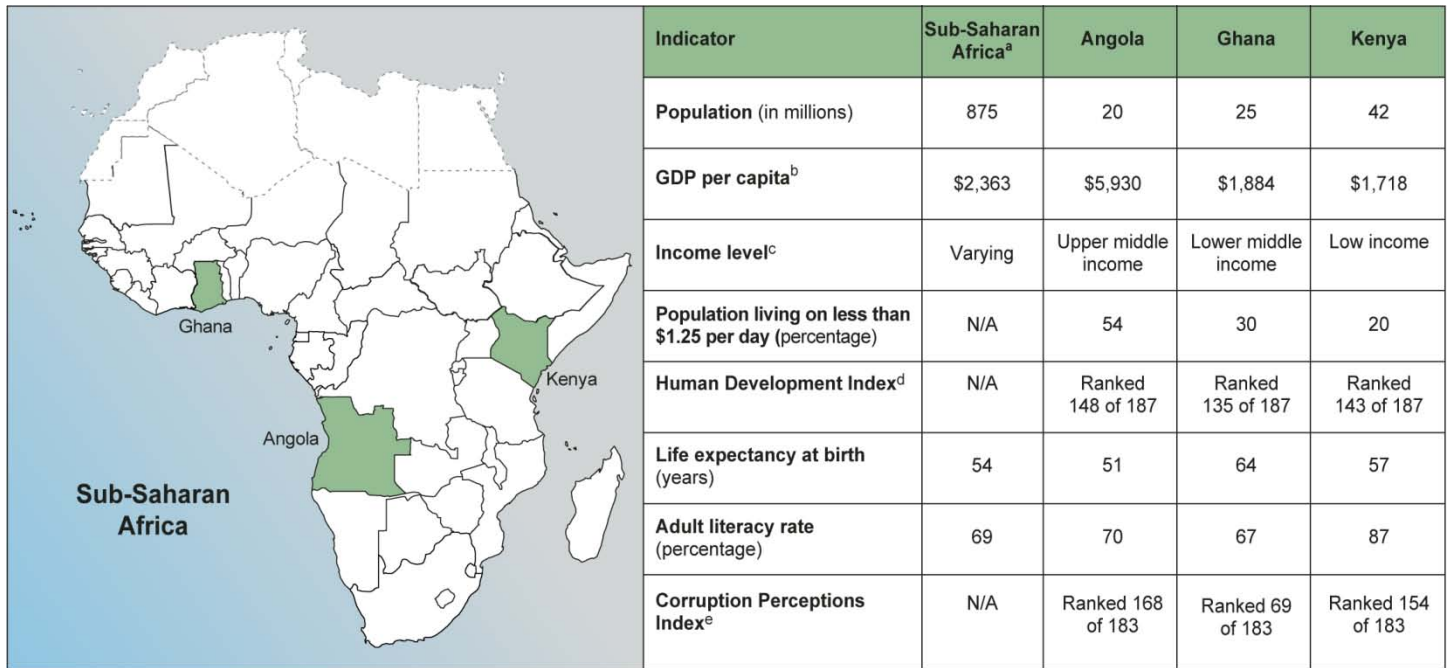 Ghana
Kenya
Angola
Sub-Saharan
Africa
Indicator
Sub-Saharan
Africaᵃ
Angola
Ghana
Kenya
Population (in millions)
875
20
25
42
GDP per capitaᵇ
$2,363
$5,930
$1,884
$1,718
Income levelᶜ
Varying
Upper middle
income
Lower middle
income
Low income
Population living on less than
$1.25 per day (percentage)
N/A
54
30
20
Human Development Indexᵈ
N/A
Ranked
148 of 187
Ranked
135 of 187
Ranked
143 of 187
Life expectancy at birth
(years)
54
51
64
57
Adult literacy rate
(percentage)
69
70
67
87
Corruption Perceptions
Indexᵉ
N/A
Ranked 168
of 183
Ranked 69
of 183
Ranked 154
of 183